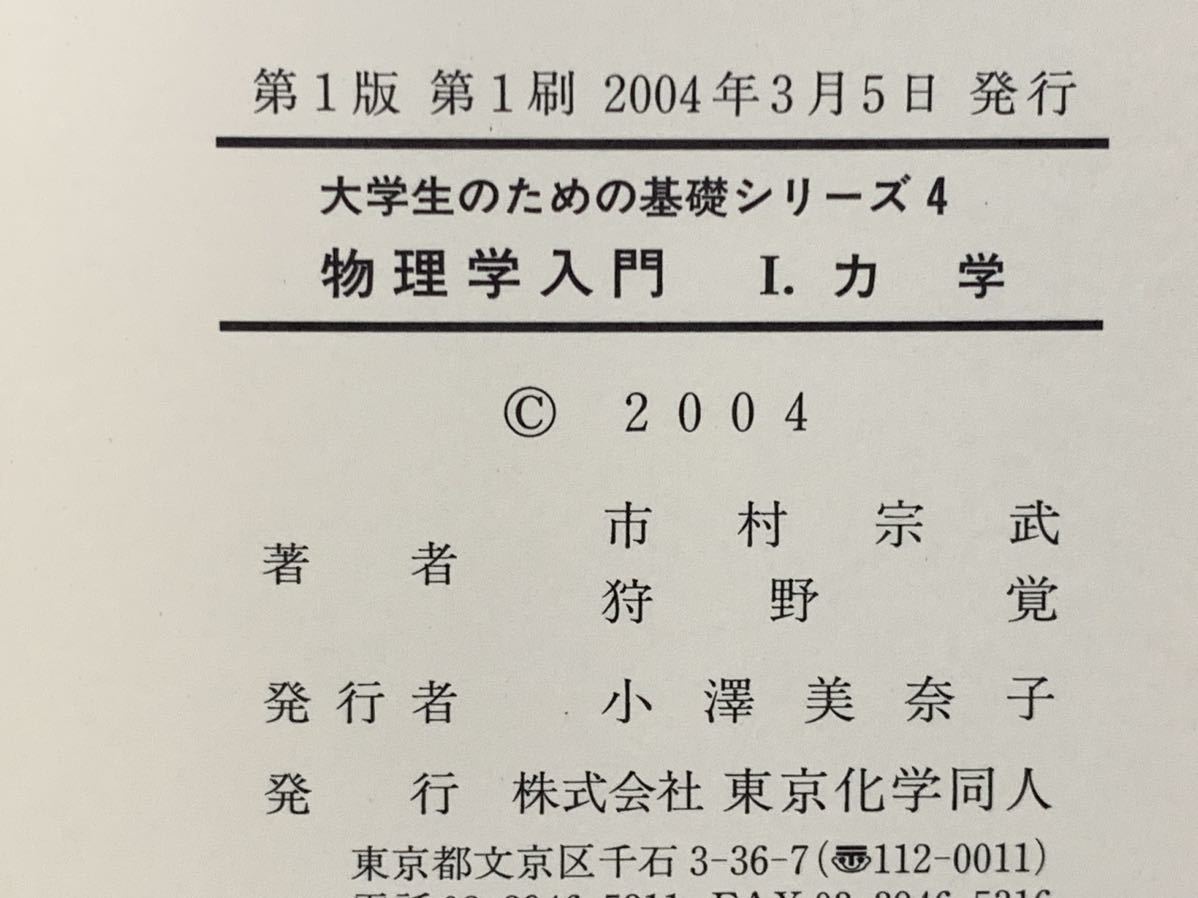 第1版 第1刷 2004年3月5日 発行
大学生のための基礎シリーズ4
物理学入門 I. 力学
© 2004
著者 市村宗武
狩野覚
発行者 小澤美奈子
発行 株式会社 東京化学同人
東京都文京区千石3-36-7(〠112-0011)